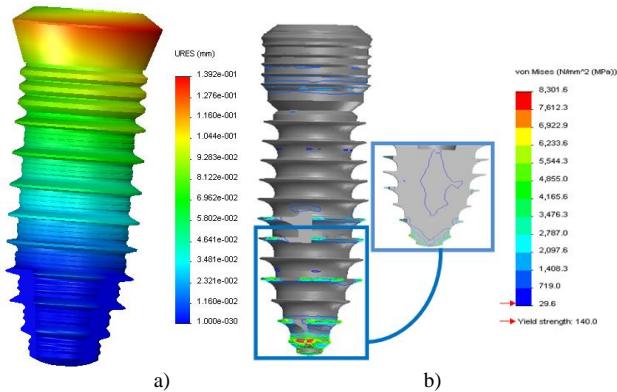 URES (mm)
1.392e-001
1.276e-001
1.160e-001
1.044e-001
9.283e-002
8.122e-002
6.962e-002
5.802e-002
4.641e-002
3.481e-002
2.321e-002
1.160e-002
1.000e-030
a)
von Mises (N/mm^2 (MPa))
8,301.6
7,612.3
6,922.9
6,233.6
5,544.3
4,855.0
4,165.6
3,476.3
2,787.0
2,097.6
1,408.3
719.0
29.6
Yield strength: 140.0
b)